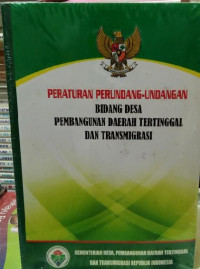 PERATURAN PERUNDANG-UNDANGAN
BIDANG DESA
PEMBANGUNAN DAERAH TERTINGGAL
DAN TRANSMIGRASI
KEMENTERIAN DESA, PEMBANGUNAN DAERAH TERTINGGAL
DAN TRANSMIGRASI REPUBLIK INDONESIA